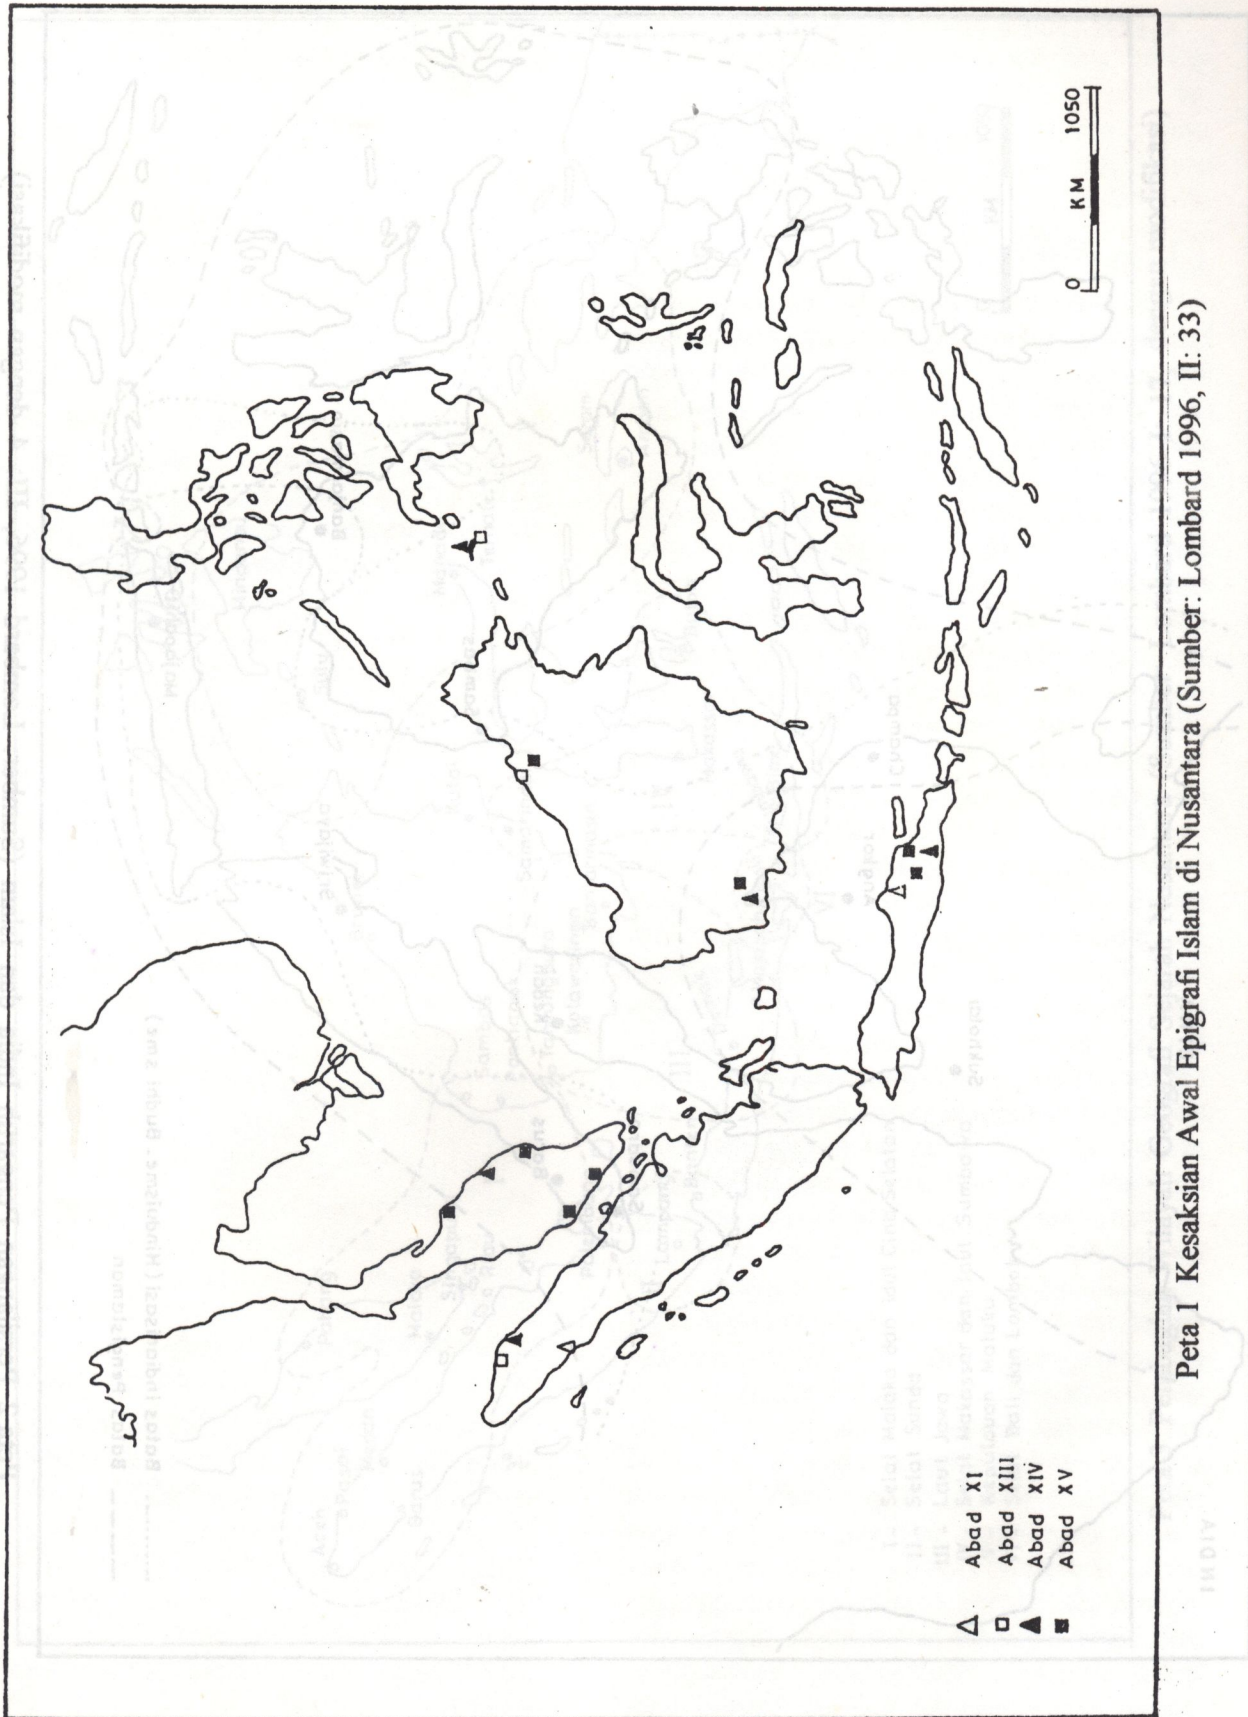 0 KM 1050
Abad XI
Abad XIII
Abad XIV
Abad XV
Peta 1 Kesaksian Awal Epigrafi Islam di Nusantara (Sumber: Lombard 1996, II: 33)